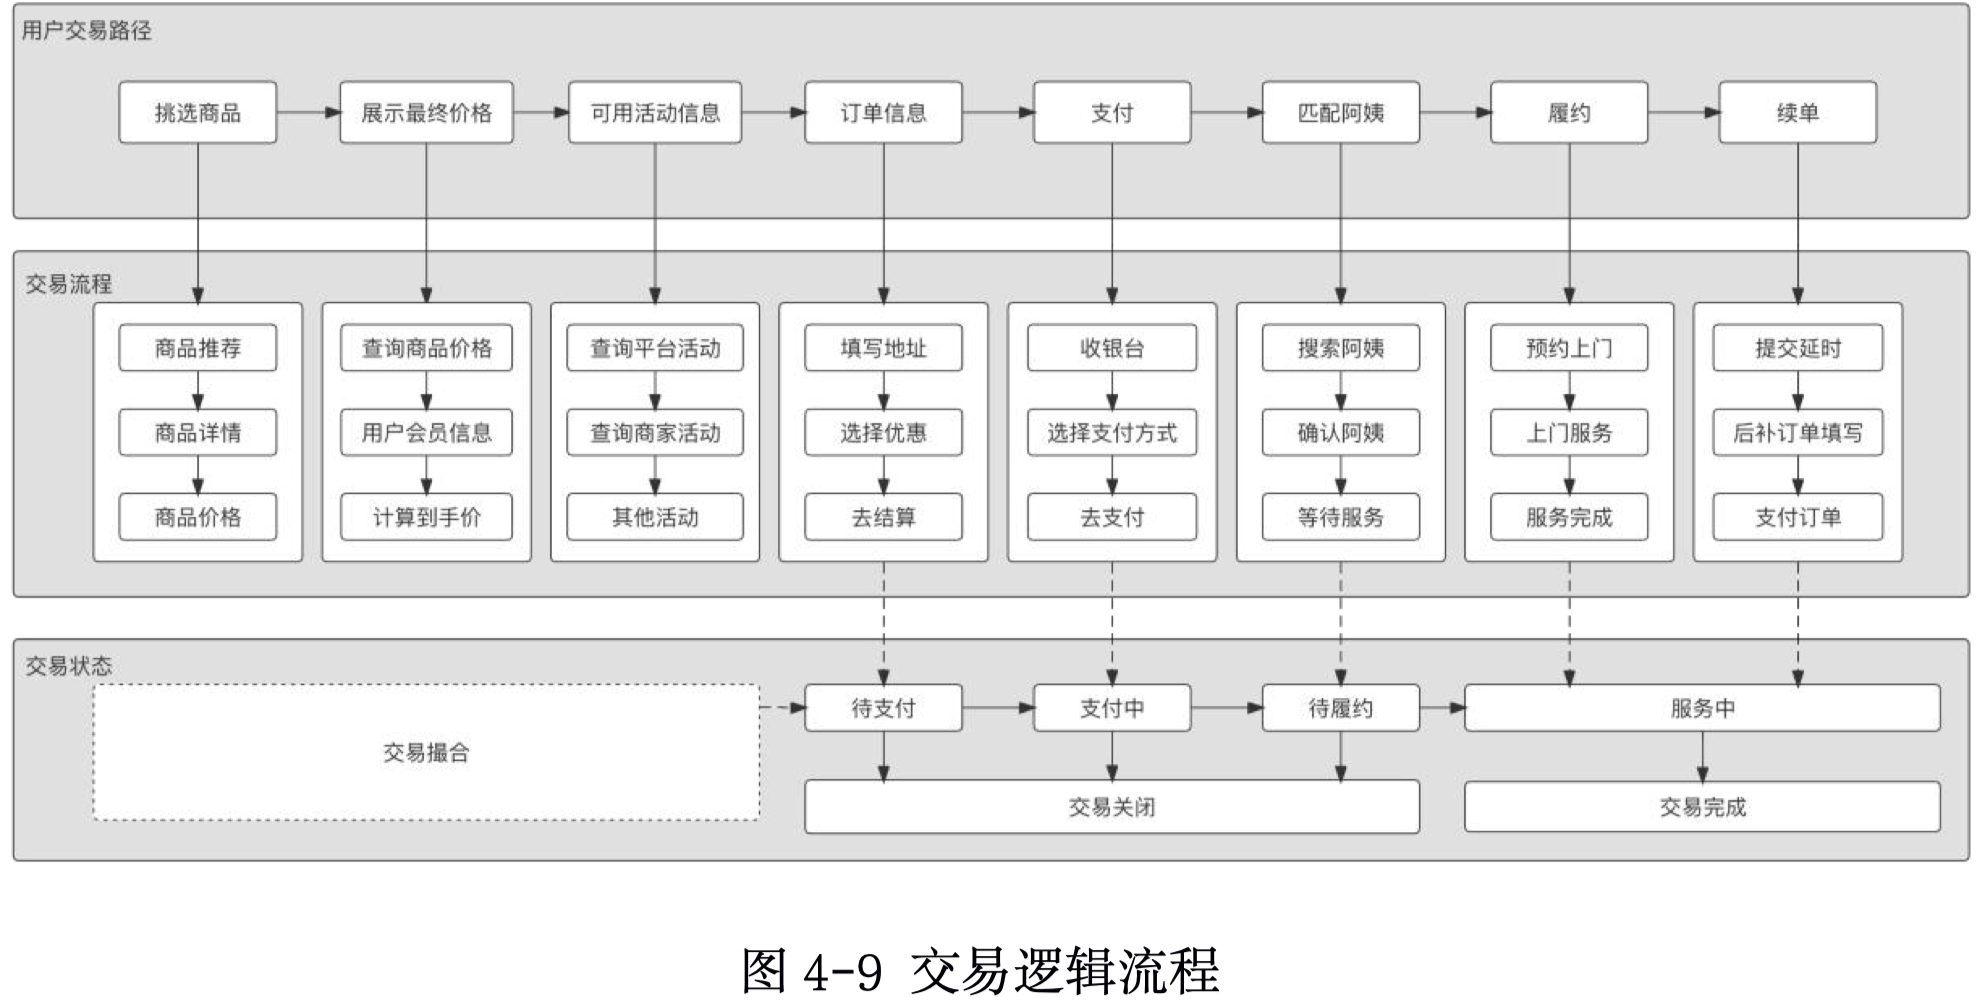 用户交易路径
挑选商品 展示最终价格 可用活动信息 订单信息 支付 匹配阿姨 履约 续单
交易流程
商品推荐 查询商品价格 查询平台活动 填写地址 收银台 搜索阿姨 预约上门 提交延时
商品详情 用户会员信息 查询商家活动 选择优惠 选择支付方式 确认阿姨 上门服务 后补订单填写
商品价格 计算到手价 其他活动 去结算 去支付 等待服务 服务完成 支付订单
交易状态
待支付 支付中 待履约 服务中
交易撮合
交易关闭 交易完成
图 4-9 交易逻辑流程